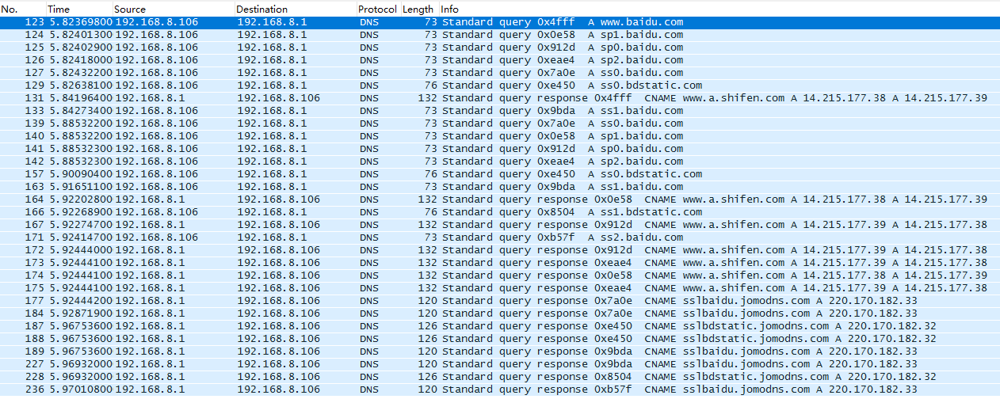 No. Time Source Destination Protocol Length Info
123 5.82369800 192.168.8.106 192.168.8.1 DNS 73 Standard query 0x4fff A www.baidu.com
124 5.82401300 192.168.8.106 192.168.8.1 DNS 73 Standard query 0x0e58 A sp1.baidu.com
125 5.82402900 192.168.8.106 192.168.8.1 DNS 73 Standard query 0x912d A sp0.baidu.com
126 5.82418000 192.168.8.106 192.168.8.1 DNS 73 Standard query 0xeae4 A sp2.baidu.com
127 5.82432200 192.168.8.106 192.168.8.1 DNS 73 Standard query 0x7a0e A ss0.baidu.com
129 5.82638100 192.168.8.106 192.168.8.1 DNS 76 Standard query 0xe450 A ss0.bdstatic.com
131 5.84196400 192.168.8.1 192.168.8.106 DNS 132 Standard query response 0x4fff CNAME www.a.shifen.com A 14.215.177.38 A 14.215.177.39
133 5.84273400 192.168.8.106 192.168.8.1 DNS 73 Standard query 0x9bda A ss1.baidu.com
139 5.88532200 192.168.8.106 192.168.8.1 DNS 73 Standard query 0x7a0e A ss0.baidu.com
140 5.88532200 192.168.8.106 192.168.8.1 DNS 73 Standard query 0x0e58 A sp1.baidu.com
141 5.88532300 192.168.8.106 192.168.8.1 DNS 73 Standard query 0x912d A sp0.baidu.com
142 5.88532300 192.168.8.106 192.168.8.1 DNS 73 Standard query 0xeae4 A sp2.baidu.com
157 5.90090400 192.168.8.106 192.168.8.1 DNS 76 Standard query 0xe450 A ss0.bdstatic.com
163 5.91651100 192.168.8.106 192.168.8.1 DNS 73 Standard query 0x9bda A ss1.baidu.com
164 5.92202800 192.168.8.1 192.168.8.106 DNS 132 Standard query response 0x0e58 CNAME www.a.shifen.com A 14.215.177.38 A 14.215.177.39
166 5.92268900 192.168.8.106 192.168.8.1 DNS 76 Standard query 0x8504 A ss1.bdstatic.com
167 5.92274700 192.168.8.1 192.168.8.106 DNS 132 Standard query response 0x912d CNAME www.a.shifen.com A 14.215.177.39 A 14.215.177.38
171 5.92414700 192.168.8.106 192.168.8.1 DNS 73 Standard query 0xb57f A ss2.baidu.com
172 5.92444000 192.168.8.1 192.168.8.106 DNS 132 Standard query response 0x912d CNAME www.a.shifen.com A 14.215.177.39 A 14.215.177.38
173 5.92444100 192.168.8.1 192.168.8.106 DNS 132 Standard query response 0xeae4 CNAME www.a.shifen.com A 14.215.177.39 A 14.215.177.38
174 5.92444100 192.168.8.1 192.168.8.106 DNS 132 Standard query response 0x0e58 CNAME www.a.shifen.com A 14.215.177.38 A 14.215.177.39
175 5.92444100 192.168.8.1 192.168.8.106 DNS 132 Standard query response 0xeae4 CNAME www.a.shifen.com A 14.215.177.39 A 14.215.177.38
177 5.92444200 192.168.8.1 192.168.8.106 DNS 120 Standard query response 0x7a0e CNAME sslbaidu.jomodns.com A 220.170.182.33
184 5.92871900 192.168.8.1 192.168.8.106 DNS 120 Standard query response 0x7a0e CNAME sslbaidu.jomodns.com A 220.170.182.33
187 5.96753600 192.168.8.1 192.168.8.106 DNS 126 Standard query response 0xe450 CNAME sslbdstatic.jomodns.com A 220.170.182.32
188 5.96753600 192.168.8.1 192.168.8.106 DNS 126 Standard query response 0xe450 CNAME sslbdstatic.jomodns.com A 220.170.182.32
189 5.96753600 192.168.8.1 192.168.8.106 DNS 120 Standard query response 0x9bda CNAME sslbaidu.jomodns.com A 220.170.182.33
227 5.96932000 192.168.8.1 192.168.8.106 DNS 120 Standard query response 0x9bda CNAME sslbaidu.jomodns.com A 220.170.182.33
228 5.96932000 192.168.8.1 192.168.8.106 DNS 126 Standard query response 0x8504 CNAME sslbdstatic.jomodns.com A 220.170.182.32
236 5.97010800 192.168.8.1 192.168.8.106 DNS 120 Standard query response 0xb57f CNAME sslbaidu.jomodns.com A 220.170.182.33